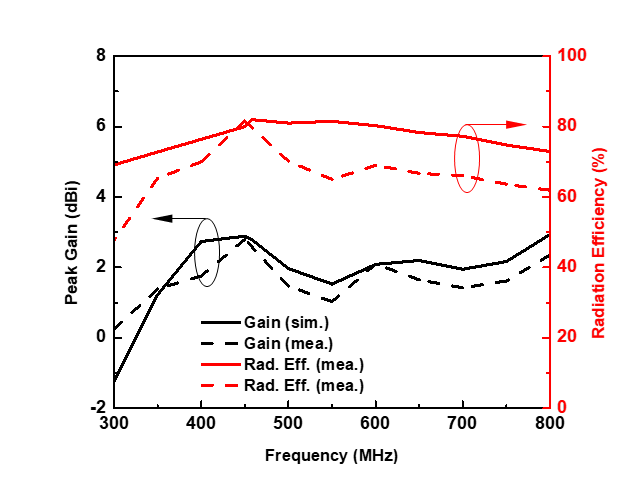 8
6
4
2
0
-2
100
80
60
40
20
0
Peak Gain (dBi)
Radiation Efficiency (%)
Gain (sim.)
Gain (mea.)
Rad. Eff. (mea.)
Rad. Eff. (mea.)
300 400 500 600 700 800
Frequency (MHz)